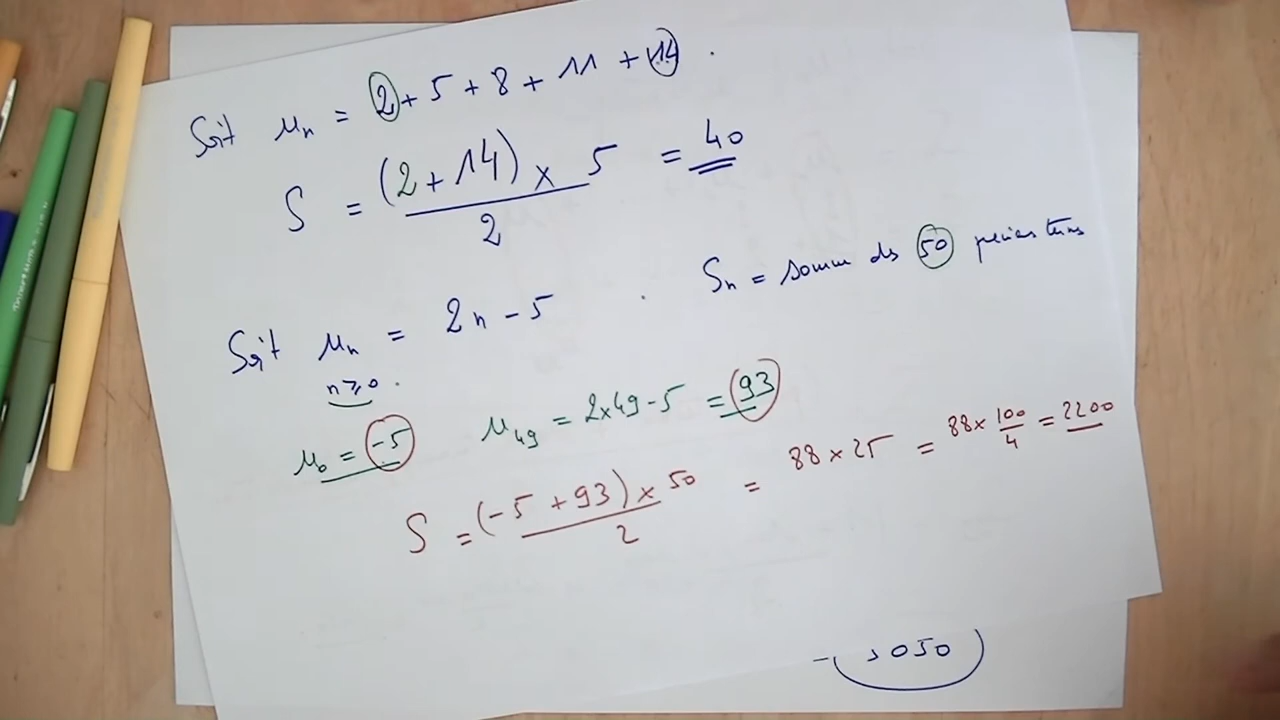 Soit un = 2 + 5 + 8 + 11 + 14 .
S = (2 + 14) x 5 / 2 = 40
Soit un = 2n - 5 . Sn = somm des 50 premiers termes
n ≥ 0 .
u0 = -5 u49 = 2x49-5 = 93
S = (-5 + 93) x 50 / 2 = 88 x 25 = 88 x 100/4 = 2200
5050